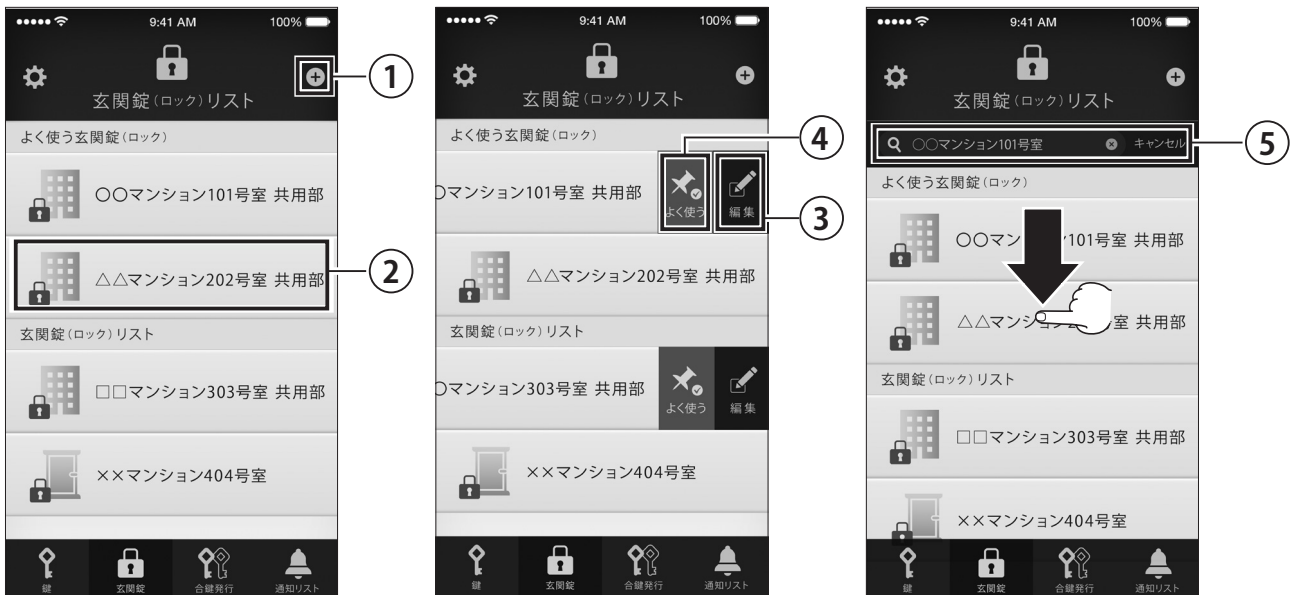 9:41 AM 100%
玄関錠(ロック)リスト
①
よく使う玄関錠(ロック)
〇〇マンション101号室 共用部
△△マンション202号室 共用部
②
玄関錠(ロック)リスト
□□マンション303号室 共用部
××マンション404号室
鍵 玄関錠 合鍵発行 通知リスト
9:41 AM 100%
玄関錠(ロック)リスト
よく使う玄関錠(ロック)
④
〇マンション101号室 共用部
よく使う 編集
③
△△マンション202号室 共用部
玄関錠(ロック)リスト
〇マンション303号室 共用部
よく使う 編集
××マンション404号室
鍵 玄関錠 合鍵発行 通知リスト
9:41 AM 100%
玄関錠(ロック)リスト
〇〇マンション101号室 キャンセル
⑤
よく使う玄関錠(ロック)
〇〇マン ン101号室 共用部
△△マンシ 室 共用部
玄関錠(ロック)リスト
□□マンション303号室 共用部
××マンション404号室
鍵 玄関錠 合鍵発行 通知リスト